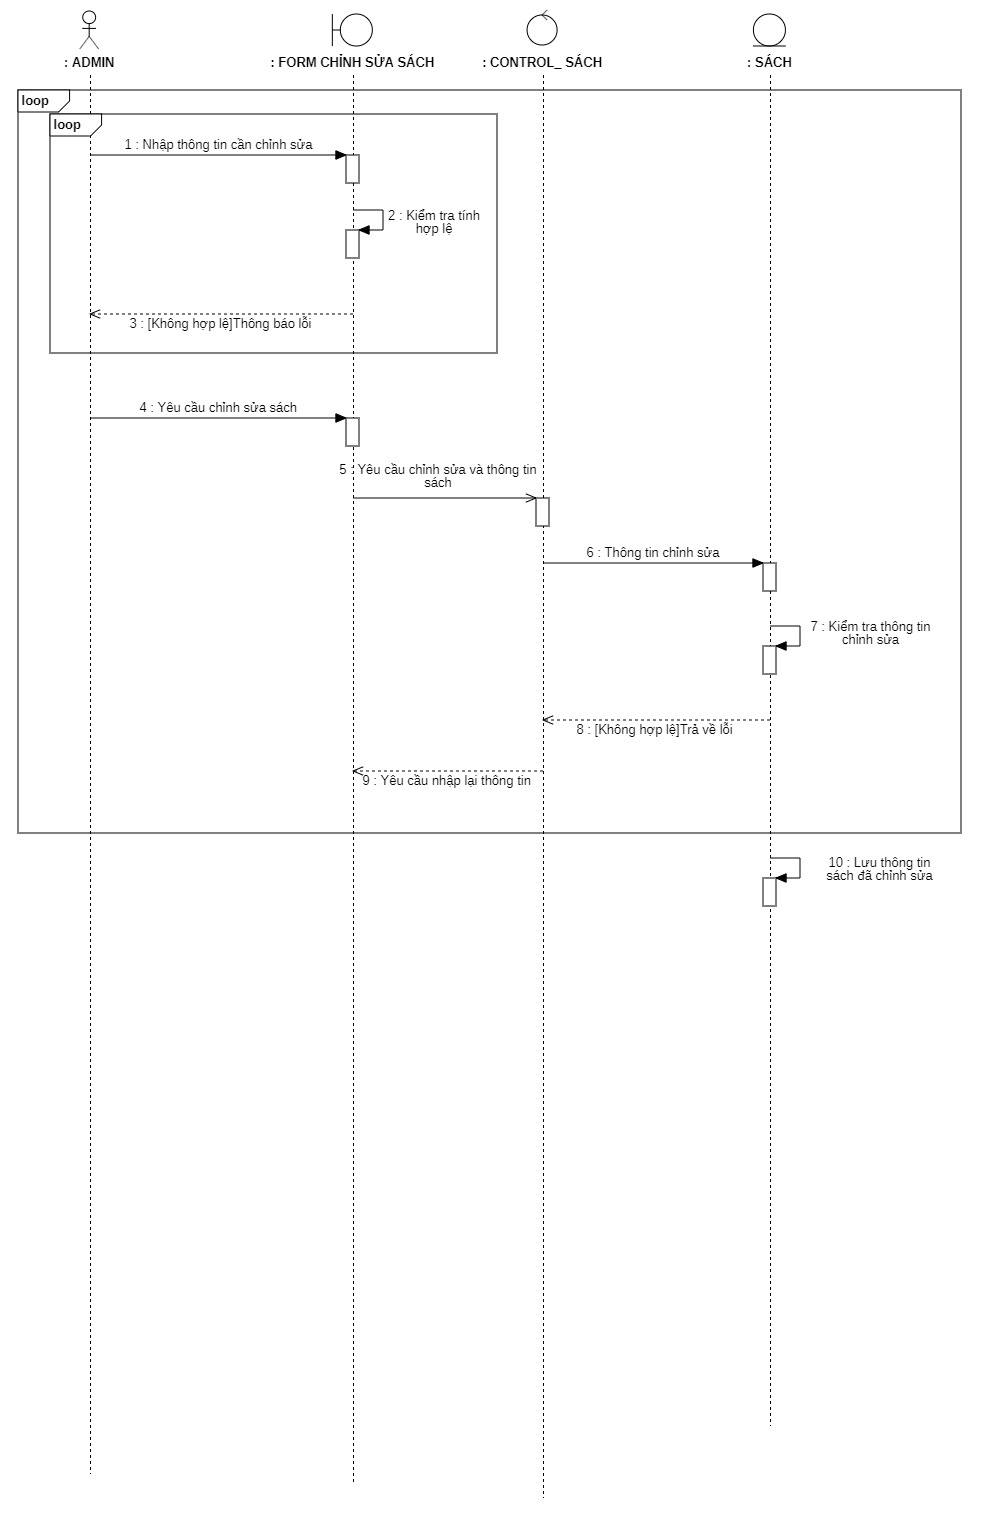 : ADMIN
: FORM CHỈNH SỬA SÁCH
: CONTROL_ SÁCH
: SÁCH
loop
loop
1 : Nhập thông tin cần chỉnh sửa
2 : Kiểm tra tính
hợp lệ
3 : [Không hợp lệ]Thông báo lỗi
4 : Yêu cầu chỉnh sửa sách
5 : Yêu cầu chỉnh sửa và thông tin
sách
6 : Thông tin chỉnh sửa
7 : Kiểm tra thông tin
chỉnh sửa
8 : [Không hợp lệ]Trả về lỗi
9 : Yêu cầu nhập lại thông tin
10 : Lưu thông tin
sách đã chỉnh sửa